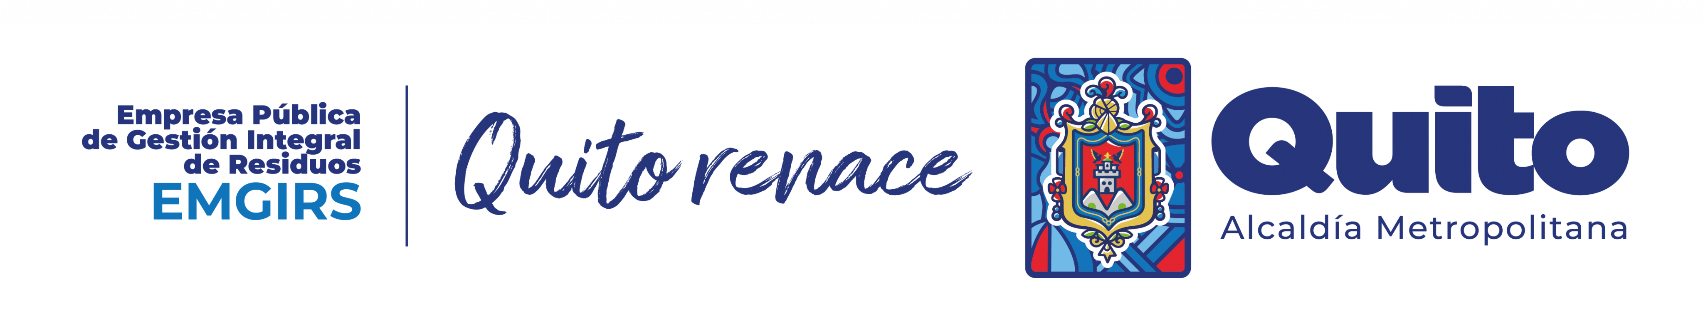 Empresa Pública
de Gestión Integral
de Residuos
EMGIRS
Quito renace
Quito
Alcaldía Metropolitana